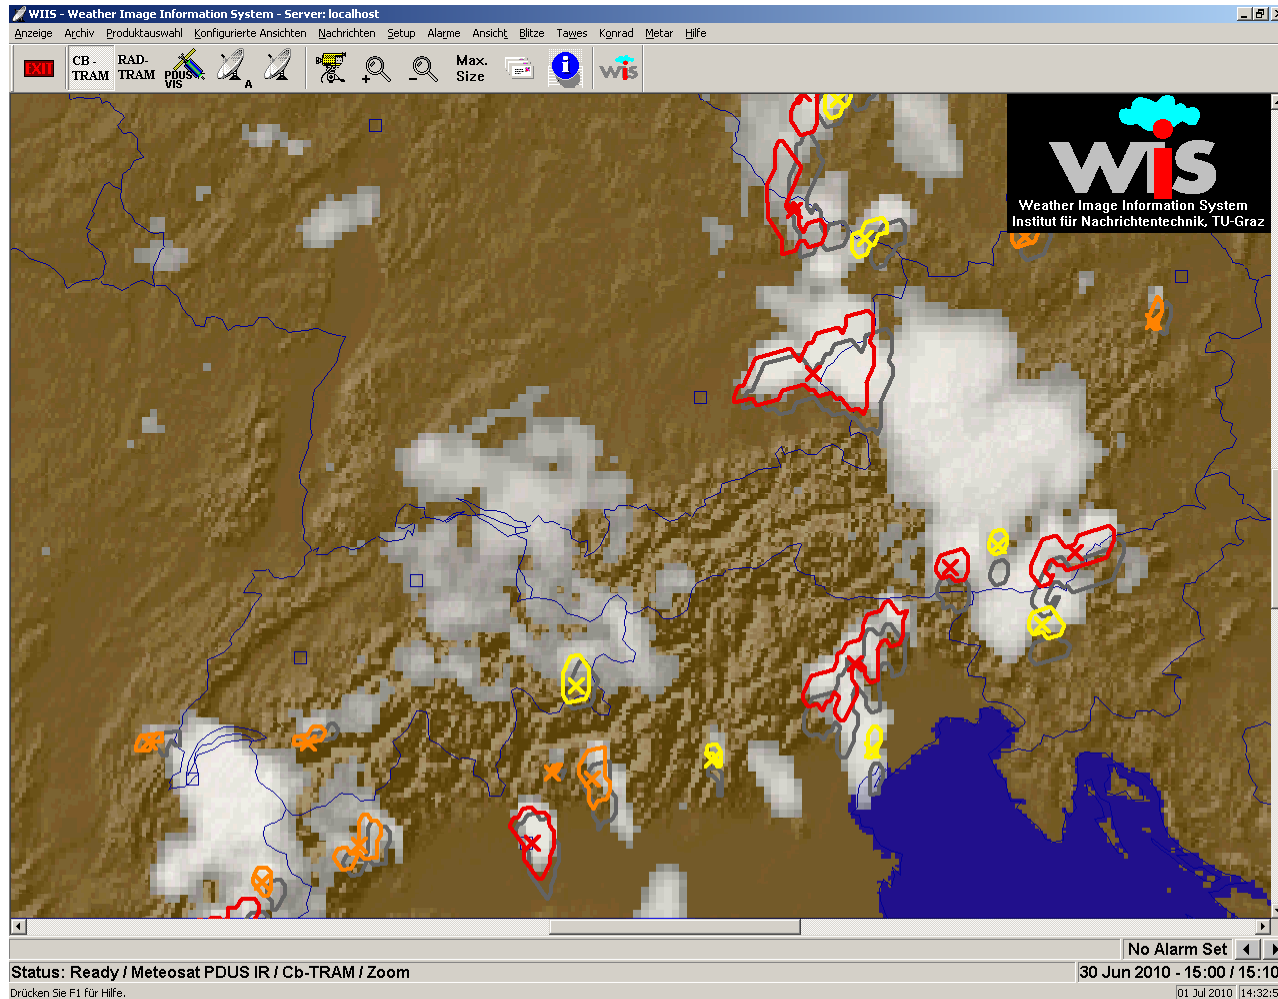 WIIS - Weather Image Information System - Server: localhost
Anzeige Archiv Produktauswahl Konfigurierte Ansichten Nachrichten Setup Alarme Ansicht Blitze Tawes Konrad Metar Hilfe
EXIT
CB -
TRAM
RAD-
TRAM
PDUS
VIS
A
Max.
Size
i
wis
WiS
Weather Image Information System
Institut für Nachrichtentechnik, TU-Graz
No Alarm Set
Status: Ready / Meteosat PDUS IR / Cb-TRAM / Zoom
30 Jun 2010 - 15:00 / 15:10
Drücken Sie F1 für Hilfe.
01 Jul 2010 14:32:5